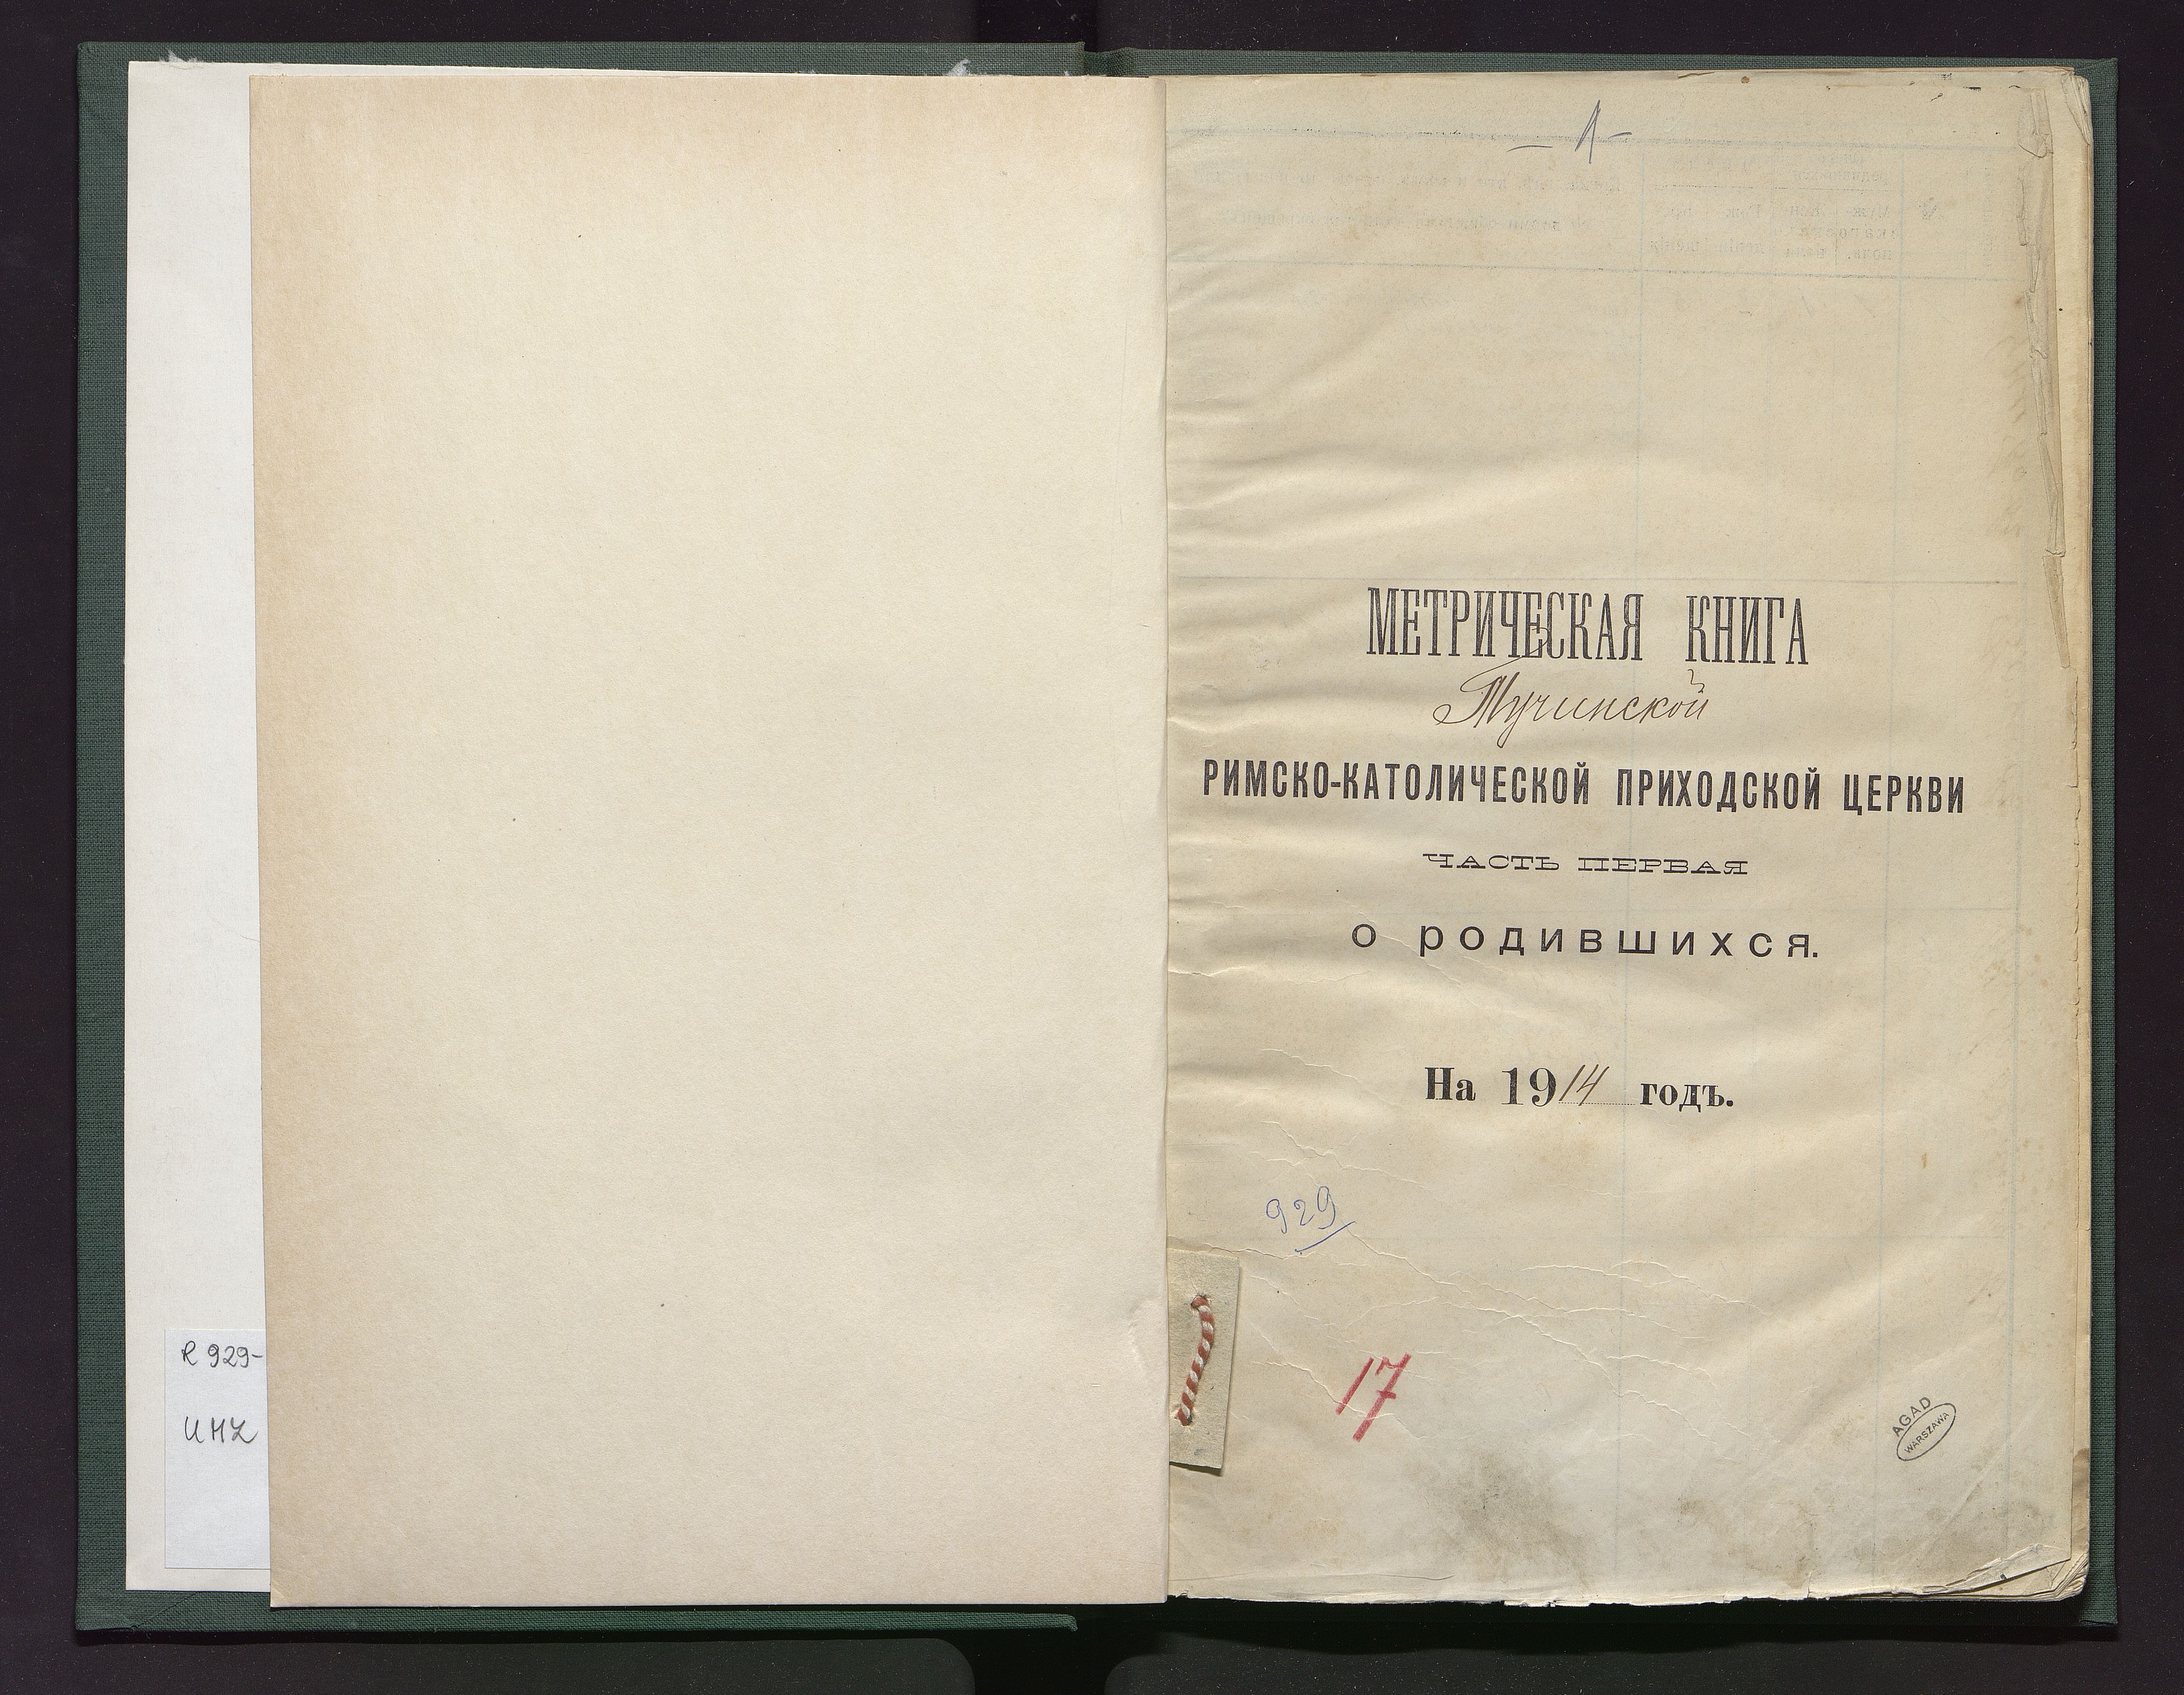 R 929-
UMZ
- 1 -
МЕТРИЧЕСКАЯ КНИГА
Тучинской
РИМСКО-КАТОЛИЧЕСКОЙ ПРИХОДСКОЙ ЦЕРКВИ
ЧАСТЬ ПЕРВАЯ
О РОДИВШИХСЯ.
На 1914 годъ.
929
17
AGAD
WARSZAWA